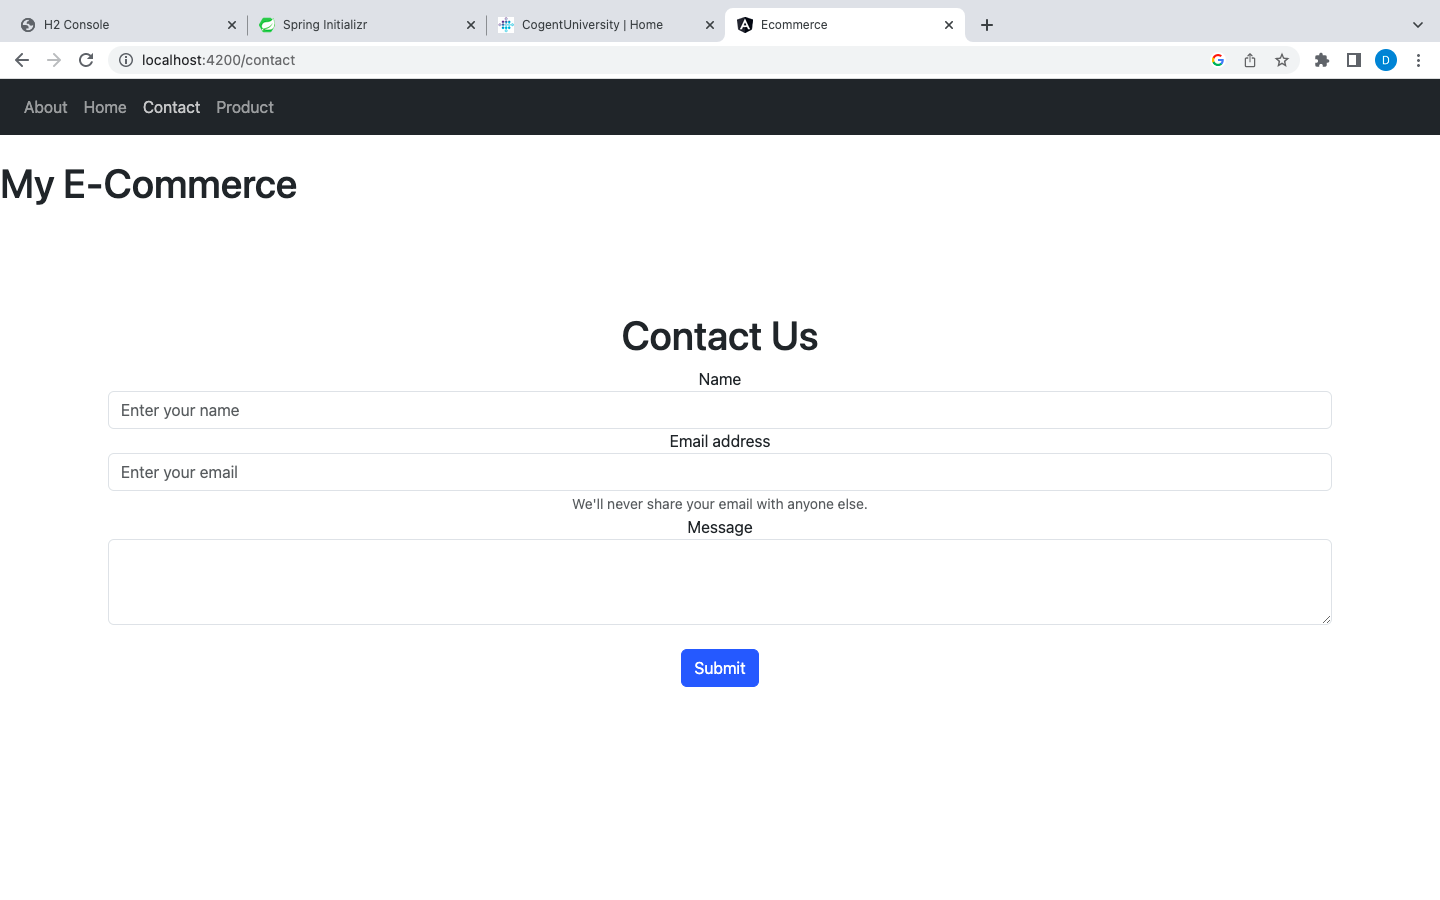 H2 Console
Spring Initializr
CogentUniversity | Home
Ecommerce
localhost:4200/contact
D
About Home Contact Product
My E-Commerce
Contact Us
Name
Enter your name
Email address
Enter your email
We'll never share your email with anyone else.
Message
Submit